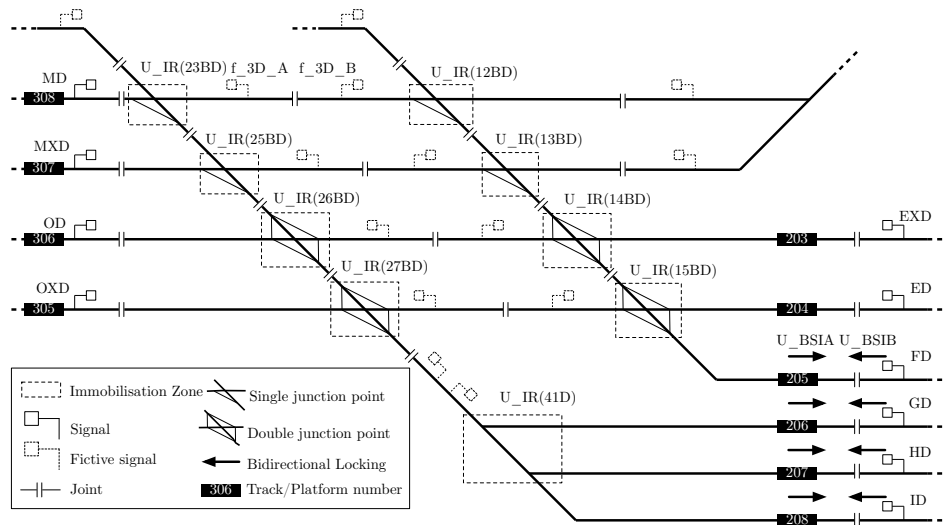 U_IR(23BD) f_3D_A f_3D_B U_IR(12BD)
MD
308
U_IR(25BD) U_IR(13BD)
MXD
307
U_IR(26BD) U_IR(14BD)
OD EXD
306 203
U_IR(27BD) U_IR(15BD)
OXD ED
305 204
U_BSIA U_BSIB
FD
205
U_IR(41D)
GD
206
HD
207
ID
208
Immobilisation Zone
Single junction point
Signal
Double junction point
Fictive signal
Bidirectional Locking
Joint
306 Track/Platform number